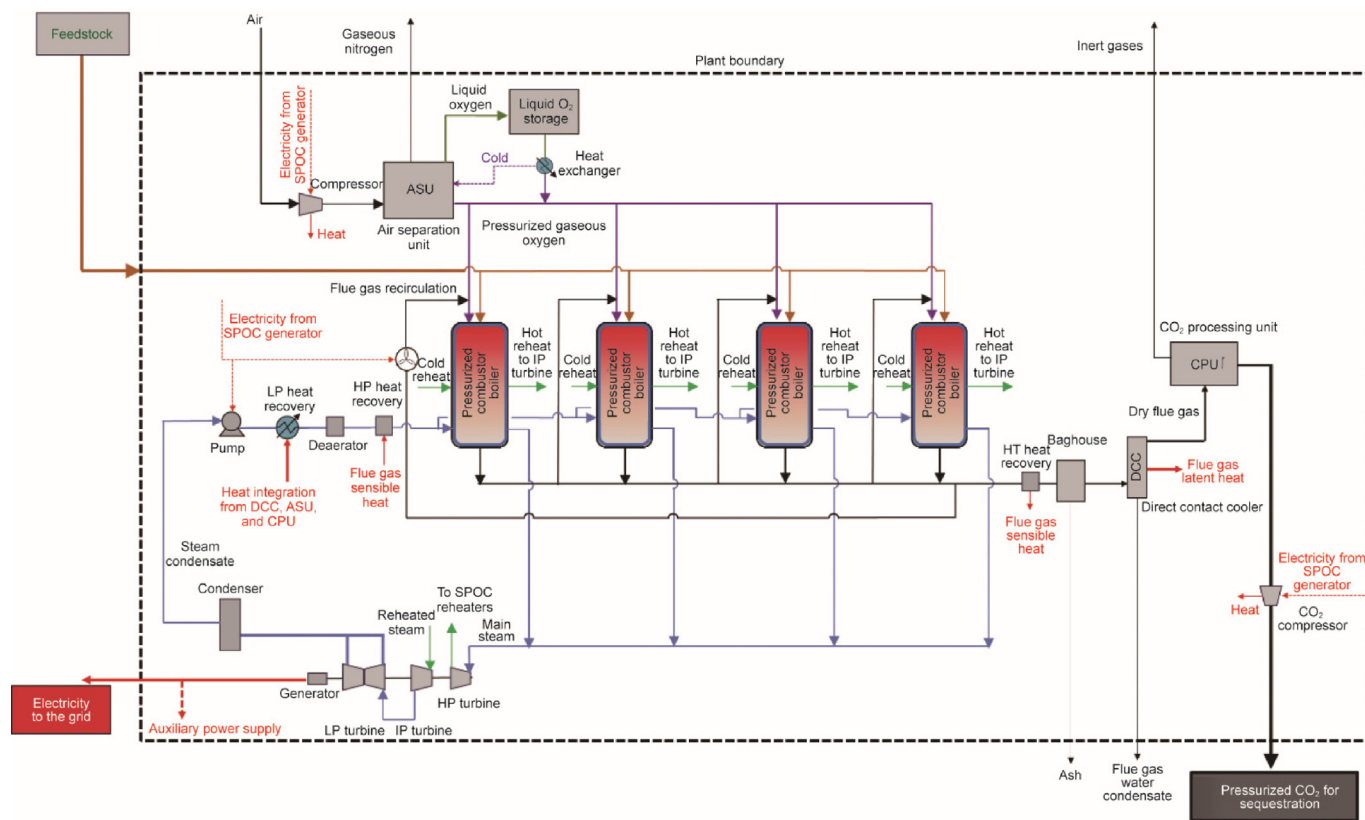 Feedstock
Air
Gaseous
nitrogen
Inert gases
Plant boundary
Electricity from
SPOC generator
Liquid
oxygen
Liquid O₂
storage
Compressor
ASU
Cold
Heat
exchanger
Heat
Air separation
unit
Pressurized gaseous
oxygen
Flue gas recirculation
Electricity from
SPOC generator
Cold
reheat
Pressurized
combustor
boiler
Hot
reheat
to IP
turbine
Cold
reheat
Pressurized
combustor
boiler
Hot
reheat
to IP
turbine
Cold
reheat
Pressurized
combustor
boiler
Hot
reheat
to IP
turbine
Cold
reheat
Pressurized
combustor
boiler
Hot
reheat
to IP
turbine
CO₂ processing unit
CPU
Dry flue gas
LP heat
recovery
HP heat
recovery
Pump
Deaerator
Flue gas
sensible
heat
Heat integration
from DCC, ASU,
and CPU
HT heat
recovery
Baghouse
DCC
Flue gas
latent heat
Direct contact cooler
Flue gas
sensible
heat
Steam
condensate
Condenser
To SPOC
reheaters
Reheated
steam
Main
steam
Electricity from
SPOC
generator
Heat
CO₂
compressor
Generator
HP turbine
LP turbine
IP turbine
Electricity
to the grid
Auxiliary power supply
Ash
Flue gas
water
condensate
Pressurized CO₂ for
sequestration